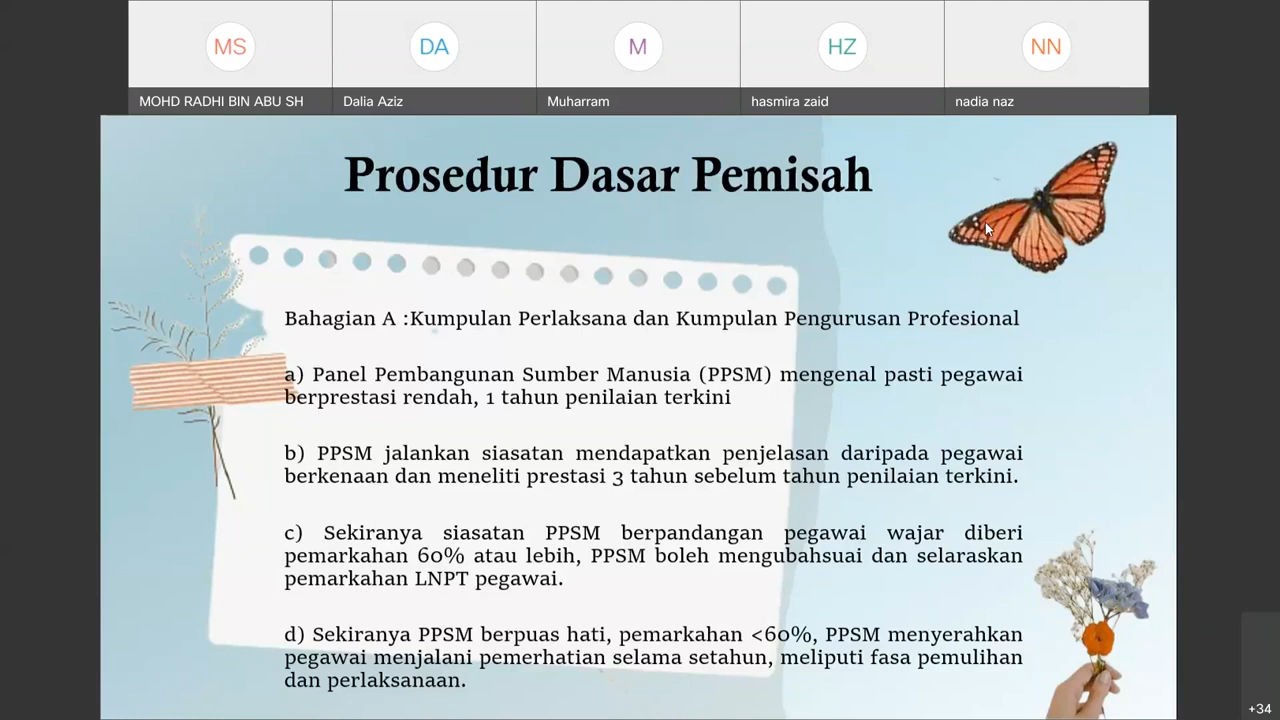 MS
DA
M
HZ
NN
MOHD RADHI BIN ABU SH
Dalia Aziz
Muharram
hasmira zaid
nadia naz
Prosedur Dasar Pemisah
Bahagian A :Kumpulan Perlaksana dan Kumpulan Pengurusan Profesional
a) Panel Pembangunan Sumber Manusia (PPSM) mengenal pasti pegawai
berprestasi rendah, 1 tahun penilaian terkini
b) PPSM jalankan siasatan mendapatkan penjelasan daripada pegawai
berkenaan dan meneliti prestasi 3 tahun sebelum tahun penilaian terkini.
c) Sekiranya siasatan PPSM berpandangan pegawai wajar diberi
pemarkahan 60% atau lebih, PPSM boleh mengubahsuai dan selaraskan
pemarkahan LNPT pegawai.
d) Sekiranya PPSM berpuas hati, pemarkahan <60%, PPSM menyerahkan
pegawai menjalani pemerhatian selama setahun, meliputi fasa pemulihan
dan perlaksanaan.
+34